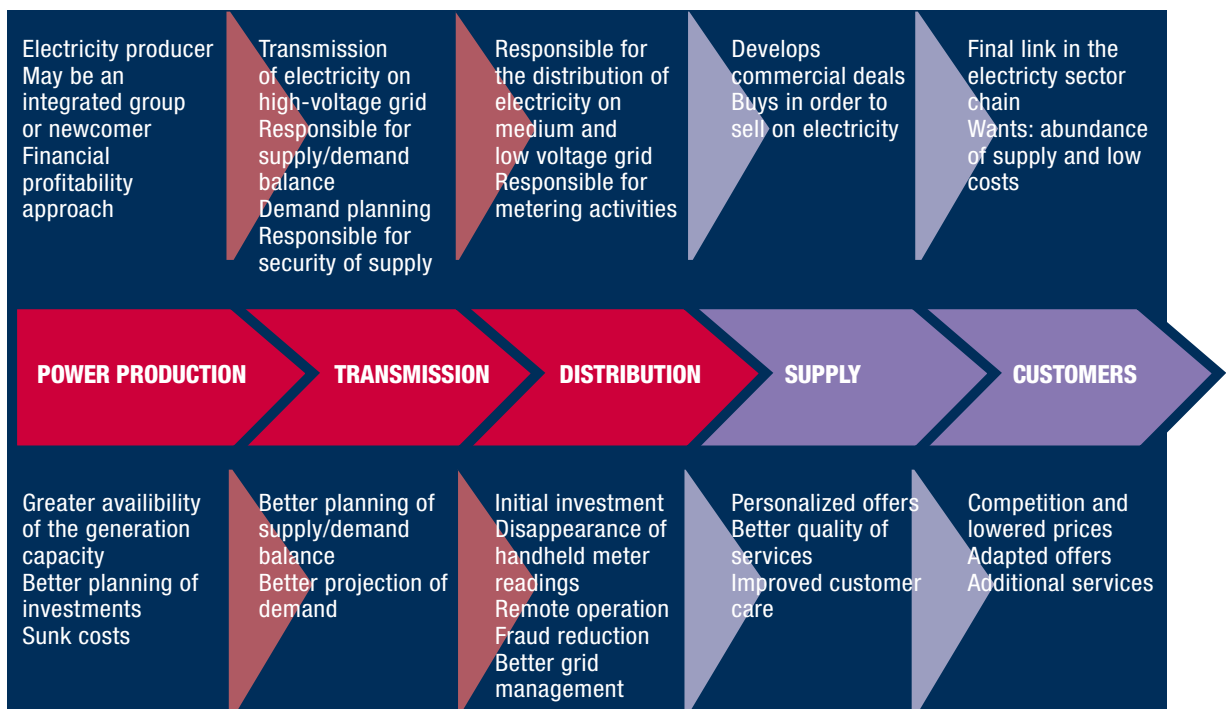 Electricity producer
May be an
integrated group
or newcomer
Financial
profitability
approach
Transmission
of electricity on
high-voltage grid
Responsible for
supply/demand
balance
Demand planning
Responsible for
security of supply
Responsible for
the distribution of
electricity on
medium and
low voltage grid
Responsible for
metering activities
Develops
commercial deals
Buys in order to
sell on electricity
Final link in the
electricty sector
chain
Wants: abundance
of supply and low
costs
POWER PRODUCTION
TRANSMISSION
DISTRIBUTION
SUPPLY
CUSTOMERS
Greater availibility
of the generation
capacity
Better planning of
investments
Sunk costs
Better planning of
supply/demand
balance
Better projection of
demand
Initial investment
Disappearance of
handheld meter
readings
Remote operation
Fraud reduction
Better grid
management
Personalized offers
Better quality of
services
Improved customer
care
Competition and
lowered prices
Adapted offers
Additional services